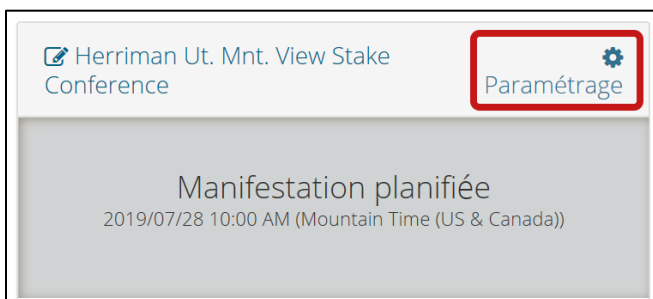 Herriman Ut. Mnt. View Stake
Conference
Paramétrage
Manifestation planifiée
2019/07/28 10:00 AM (Mountain Time (US & Canada))